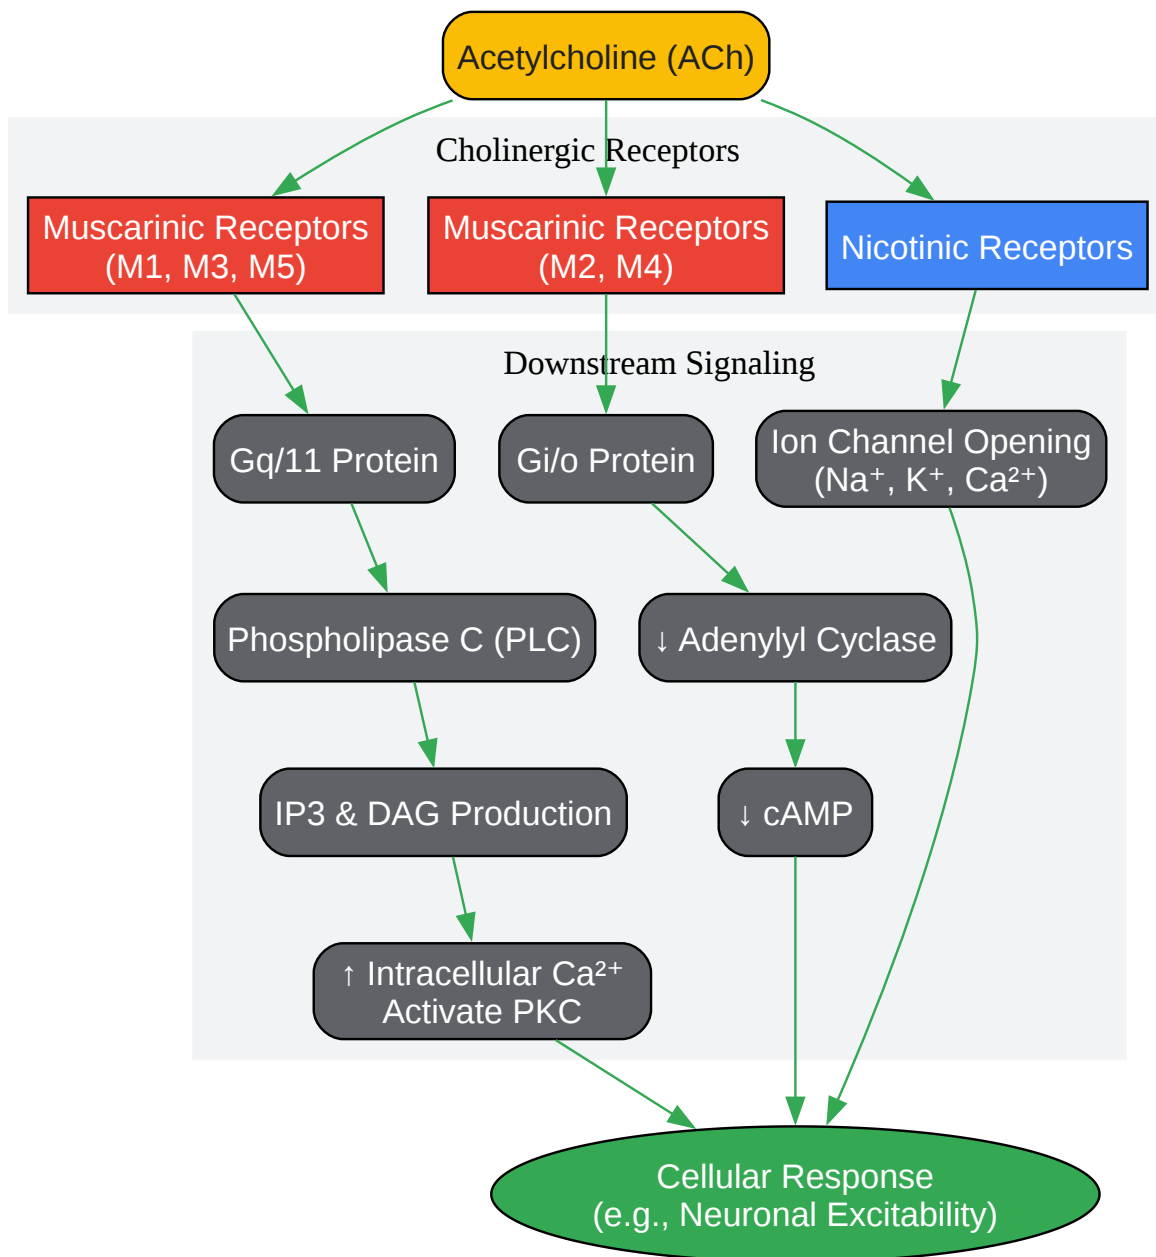 Acetylcholine (ACh)
Cholinergic Receptors
Muscarinic Receptors
(M1, M3, M5)
Muscarinic Receptors
(M2, M4)
Nicotinic Receptors
Downstream Signaling
Gq/11 Protein
Gi/o Protein
Ion Channel Opening
(Na⁺, K⁺, Ca²⁺)
Phospholipase C (PLC)
↓ Adenylyl Cyclase
IP3 & DAG Production
↓ cAMP
↑ Intracellular Ca²⁺
Activate PKC
Cellular Response
(e.g., Neuronal Excitability)